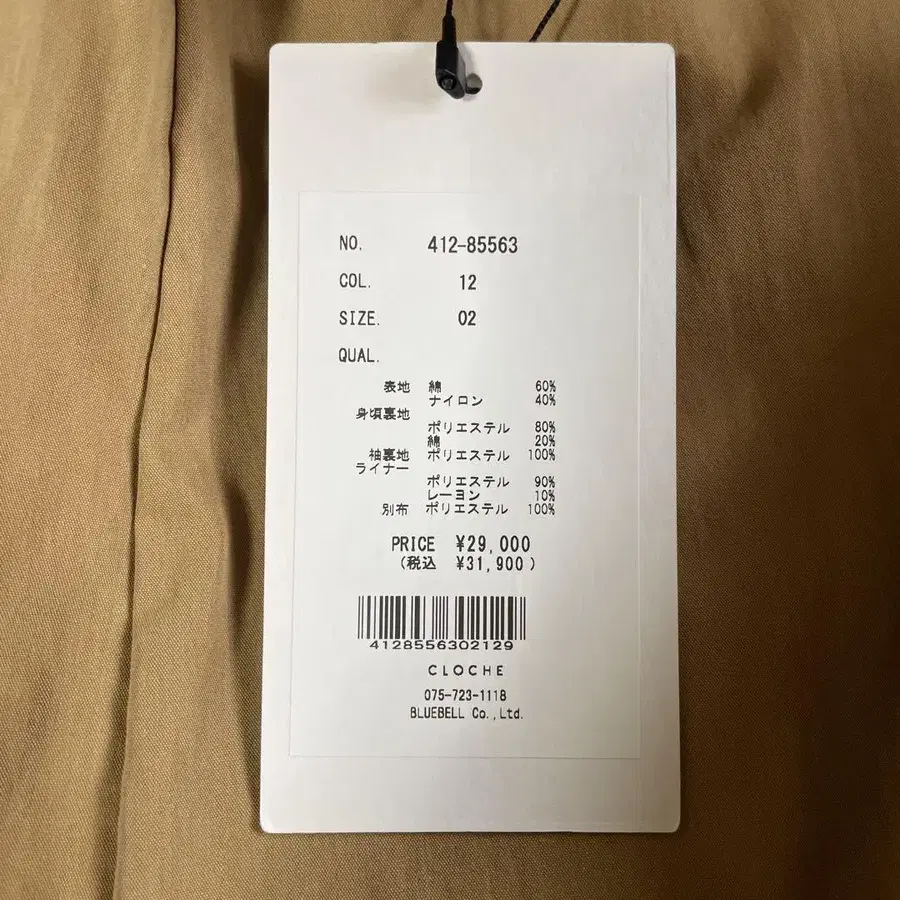 NO. 412-85563
COL. 12
SIZE. 02
QUAL.
表地 綿 60%
ナイロン 40%
身頃裏地
ポリエステル 80%
綿 20%
袖裏地 ポリエステル 100%
ライナー
ポリエステル 90%
レーヨン 10%
別布 ポリエステル 100%
PRICE ¥29,000
(税込 ¥31,900)
4128556302129
CLOCHE
075-723-1118
BLUEBELL Co.,Ltd.